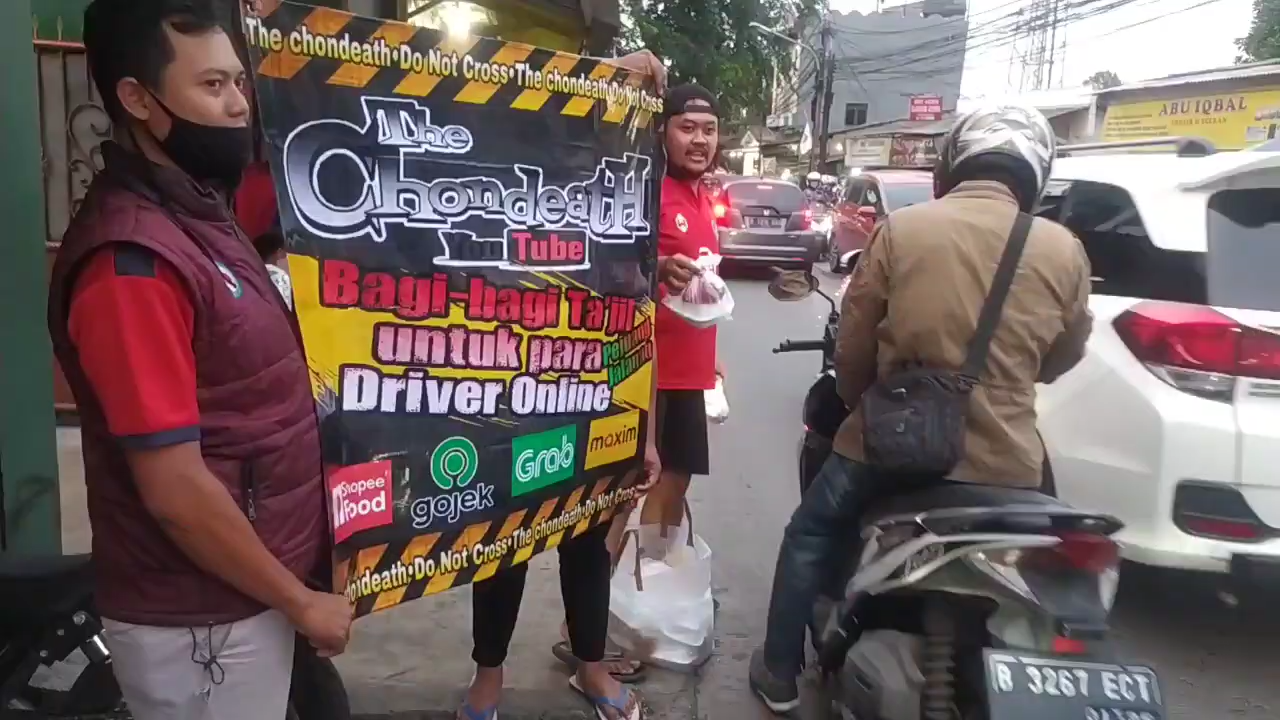 The chondeath•Do Not Cross•The chondeath•Do Not Cross
The
Chondeath
YouTube
Bagi-bagi Ta'jil
untuk para
Driver Online
pejuang
Jalanan
Shopee
Food
gojek
Grab
maxim
chondeath•Do Not Cross•The chondeath•Do Not Cross
ABU IQBAL
B 3267 ECT